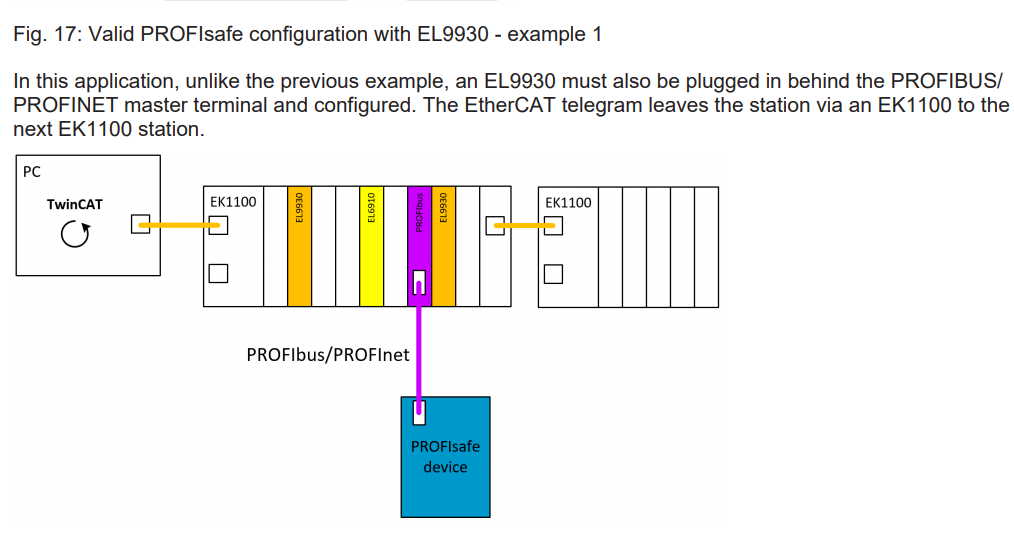 Fig. 17: Valid PROFIsafe configuration with EL9930 - example 1
In this application, unlike the previous example, an EL9930 must also be plugged in behind the PROFIBUS/
PROFINET master terminal and configured. The EtherCAT telegram leaves the station via an EK1100 to the
next EK1100 station.
PC
TwinCAT
EK1100
EL9930
EL6910
PROFIbus
EL9930
EK1100
PROFIbus/PROFInet
PROFIsafe
device